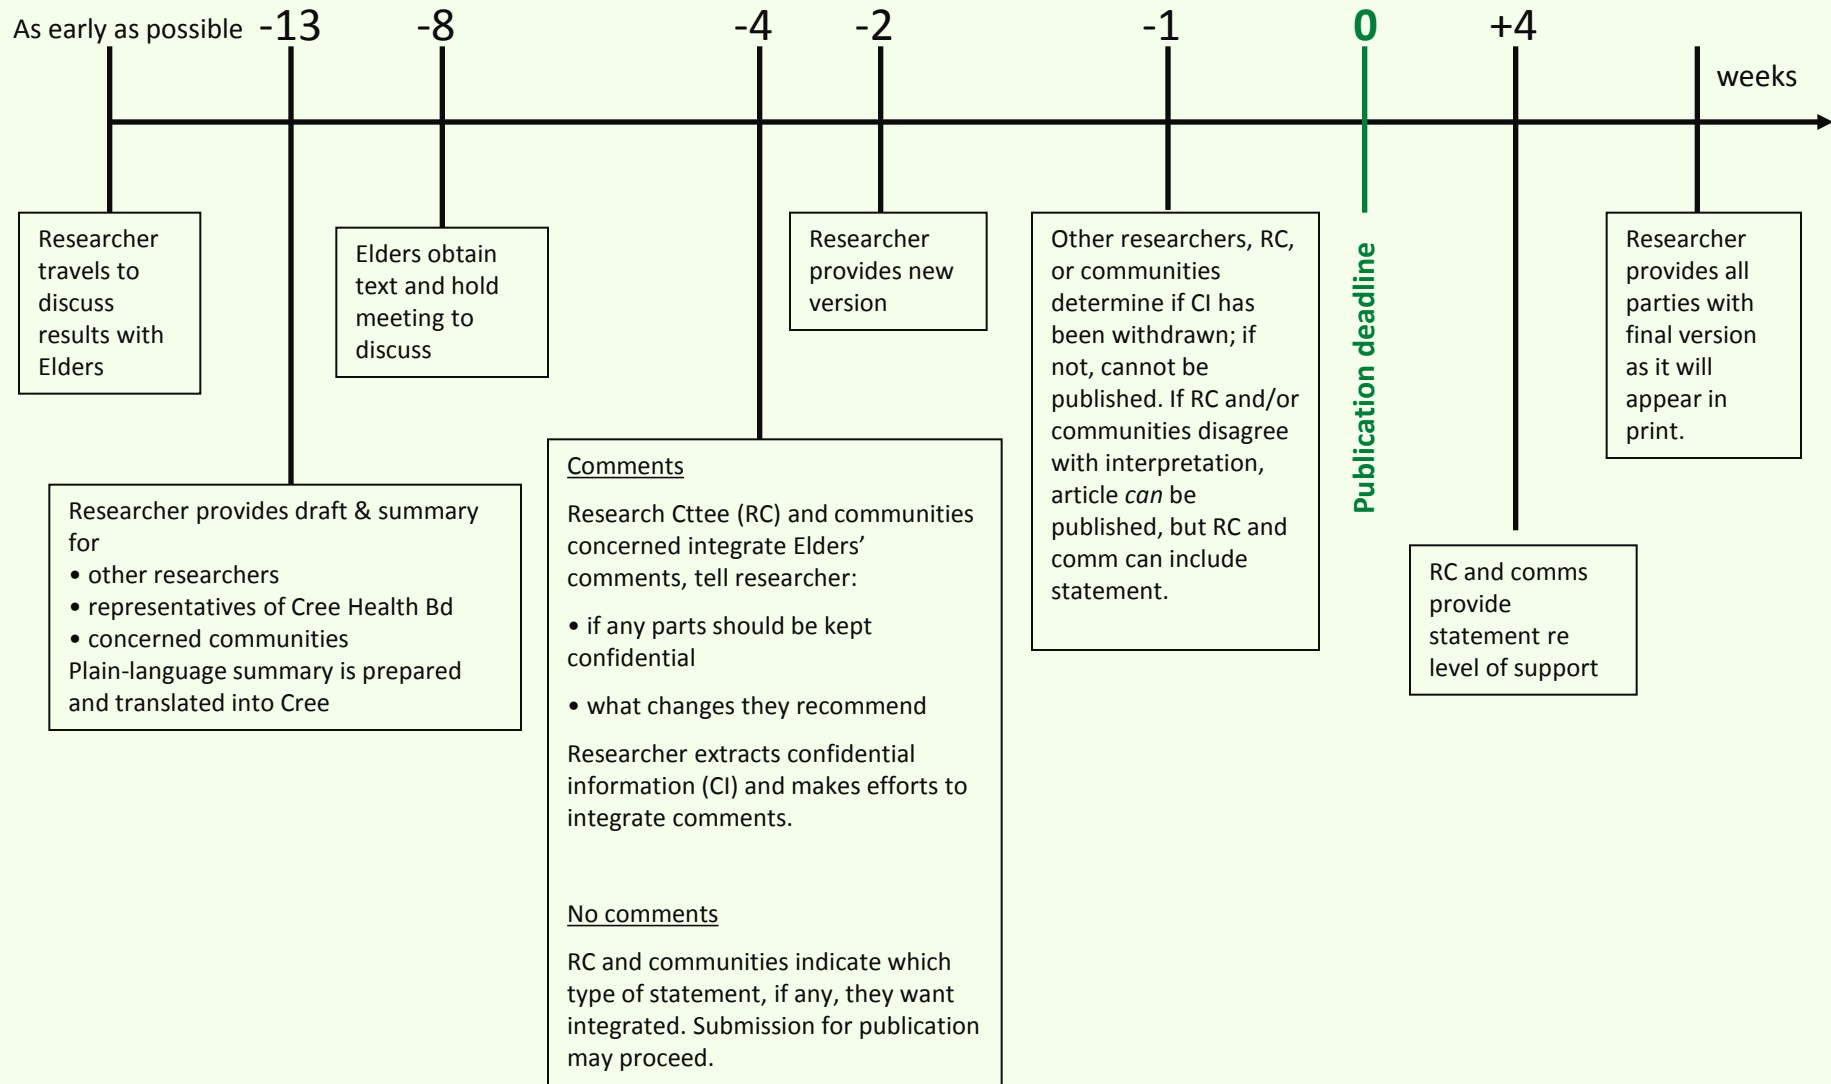 As early as possible
-13
-8
-4
-2
-1
0
+4
weeks
Researcher
travels to
discuss
results with
Elders
Researcher provides draft & summary
for
• other researchers
• representatives of Cree Health Bd
• concerned communities
Plain-language summary is prepared
and translated into Cree
Elders obtain
text and hold
meeting to
discuss
Comments
Research Cttee (RC) and communities
concerned integrate Elders’
comments, tell researcher:
• if any parts should be kept
confidential
• what changes they recommend
Researcher extracts confidential
information (CI) and makes efforts to
integrate comments.
No comments
RC and communities indicate which
type of statement, if any, they want
integrated. Submission for publication
may proceed.
Researcher
provides new
version
Other researchers, RC,
or communities
determine if CI has
been withdrawn; if
not, cannot be
published. If RC and/or
communities disagree
with interpretation,
article can be
published, but RC and
comm can include
statement.
Publication deadline
RC and comms
provide
statement re
level of support
Researcher
provides all
parties with
final version
as it will
appear in
print.